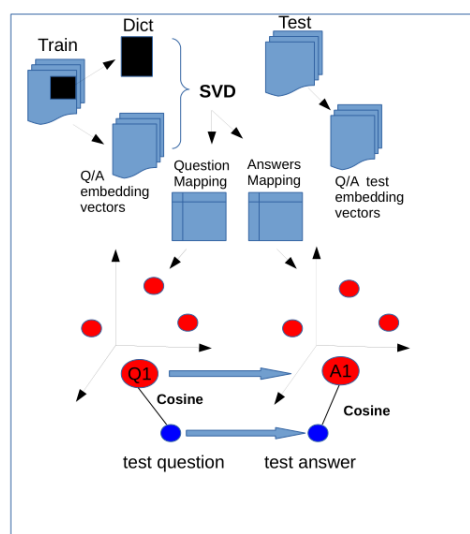 Dict
Train
Test
SVD
Q/A
embedding
vectors
Question
Mapping
Answers
Mapping
Q/A test
embedding
vectors
Q1
A1
Cosine
Cosine
test question
test answer